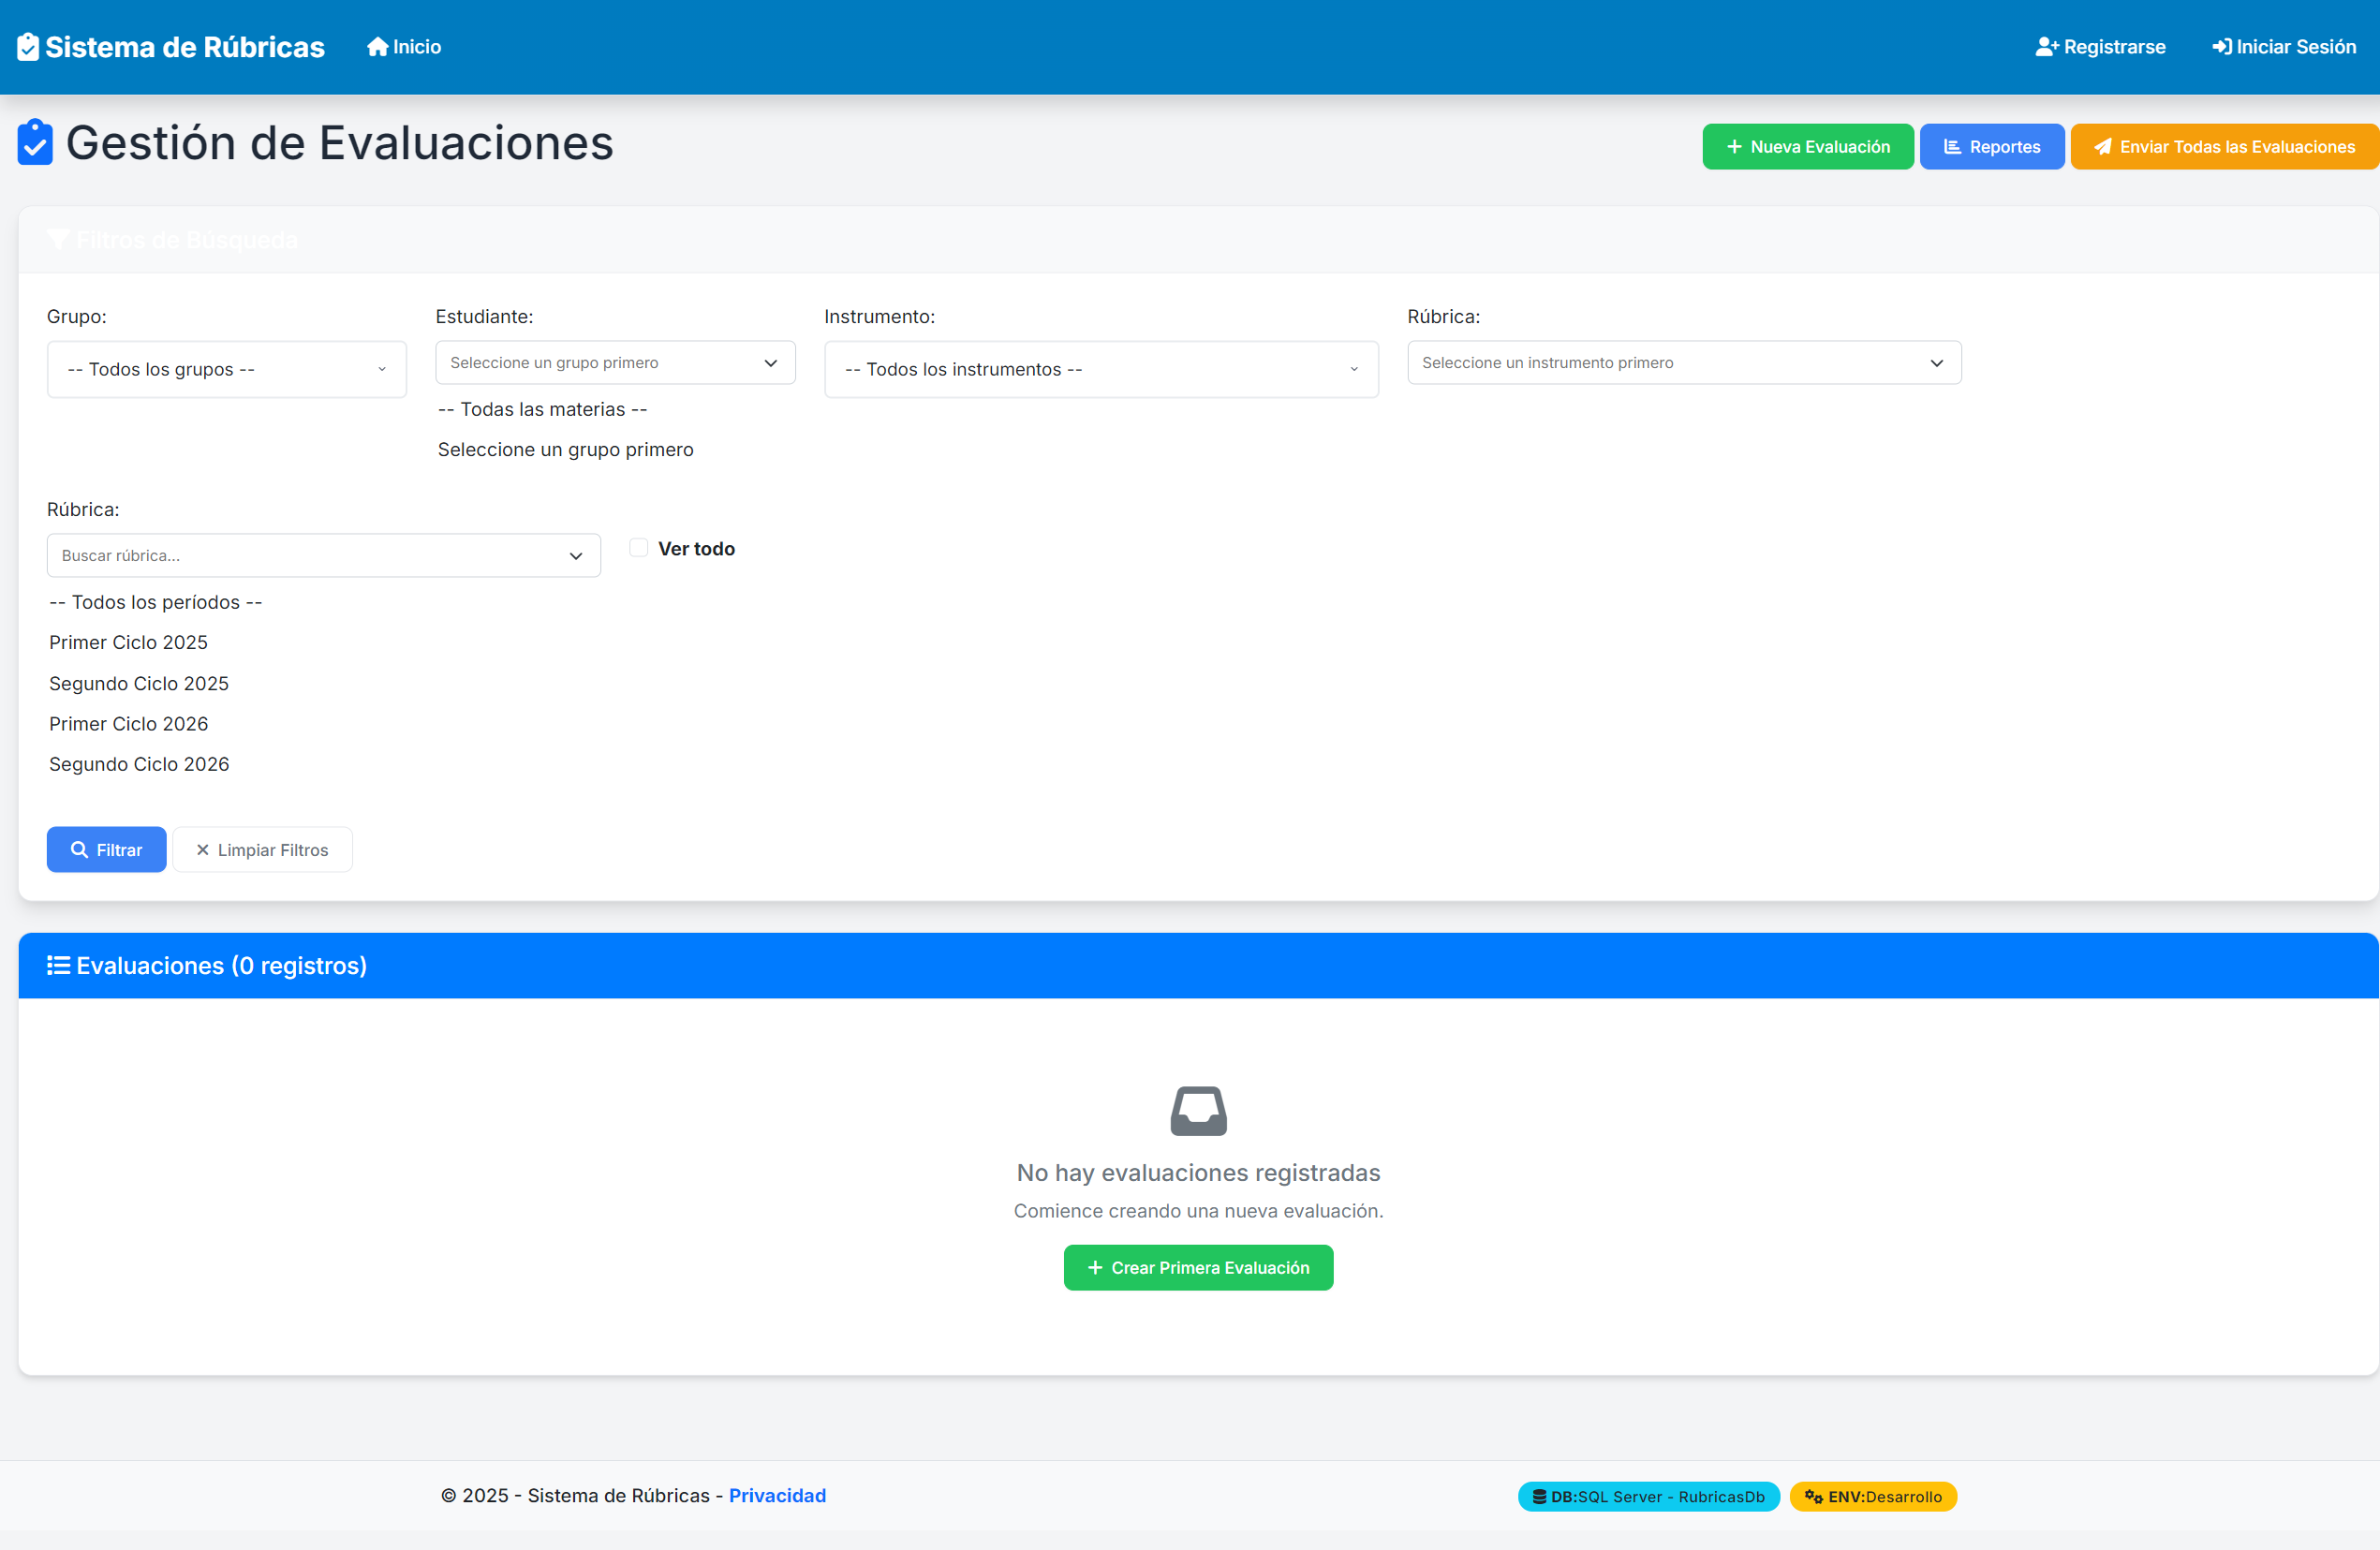 Sistema de Rúbricas
Inicio
Registrarse
Iniciar Sesión
Gestión de Evaluaciones
Nueva Evaluación
Reportes
Enviar Todas las Evaluaciones
Filtros de Búsqueda
Grupo:
Estudiante:
Instrumento:
Rúbrica:
-- Todos los grupos --
Seleccione un grupo primero
-- Todos los instrumentos --
Seleccione un instrumento primero
-- Todas las materias --
Seleccione un grupo primero
Rúbrica:
Buscar rúbrica...
Ver todo
-- Todos los períodos --
Primer Ciclo 2025
Segundo Ciclo 2025
Primer Ciclo 2026
Segundo Ciclo 2026
Filtrar
Limpiar Filtros
Evaluaciones (0 registros)
No hay evaluaciones registradas
Comience creando una nueva evaluación.
Crear Primera Evaluación
© 2025 - Sistema de Rúbricas - Privacidad
DB:SQL Server - RubricasDb
ENV:Desarrollo